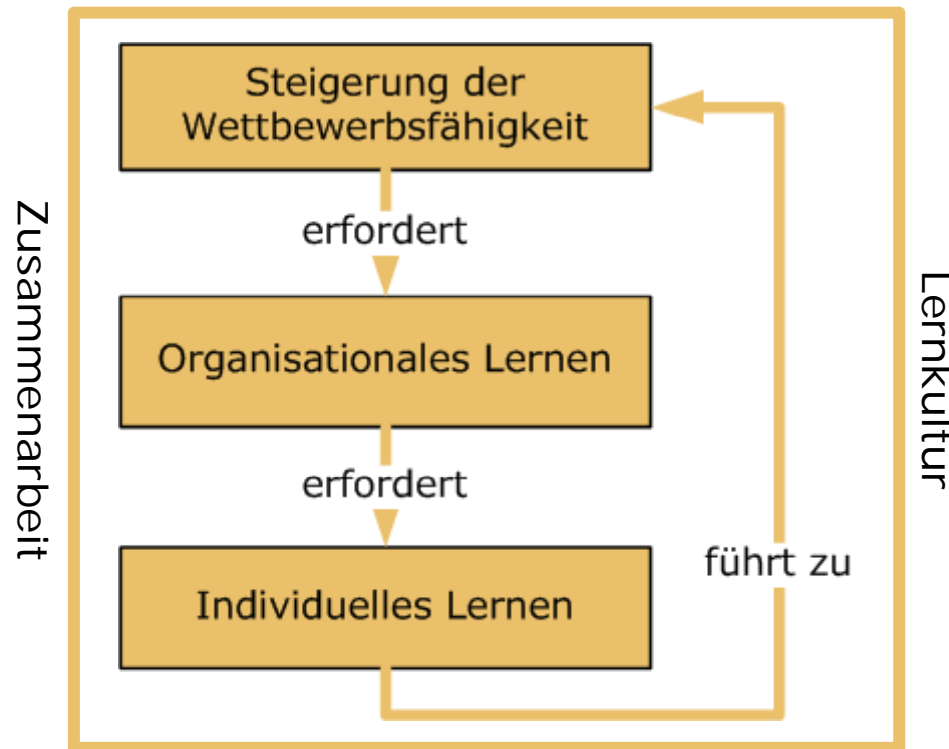 Steigerung der
Wettbewerbsfähigkeit
erfordert
Organisationales Lernen
erfordert
Individuelles Lernen
führt zu
Zusammenarbeit
Lernkultur